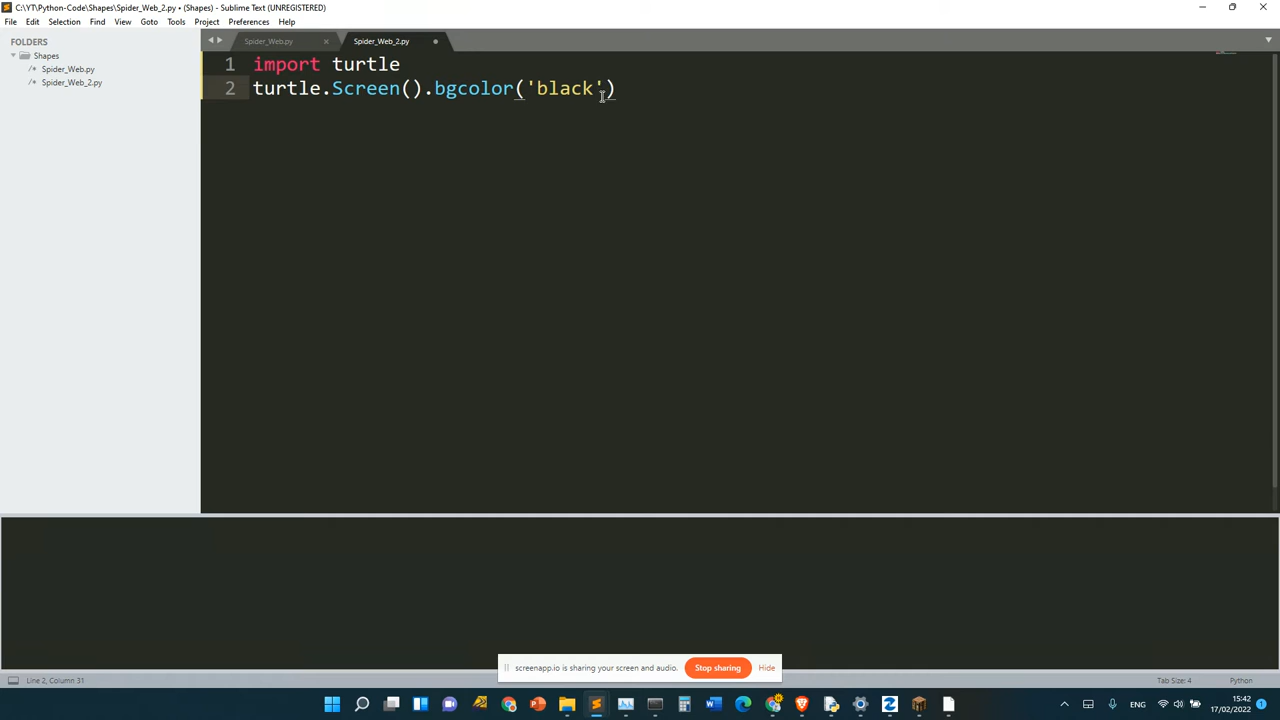 C:\YT\Python-Code\Shapes\Spider_Web_2.py • (Shapes) - Sublime Text (UNREGISTERED)
File Edit Selection Find View Goto Tools Project Preferences Help
FOLDERS
Shapes
/* Spider_Web.py
/* Spider_Web_2.py
Spider_Web.py
Spider_Web_2.py
1 import turtle
2 turtle.Screen().bgcolor('black')
screenapp.io is sharing your screen and audio. Stop sharing Hide
Line 2, Column 31
Tab Size: 4
Python
ENG
15:42
17/02/2022